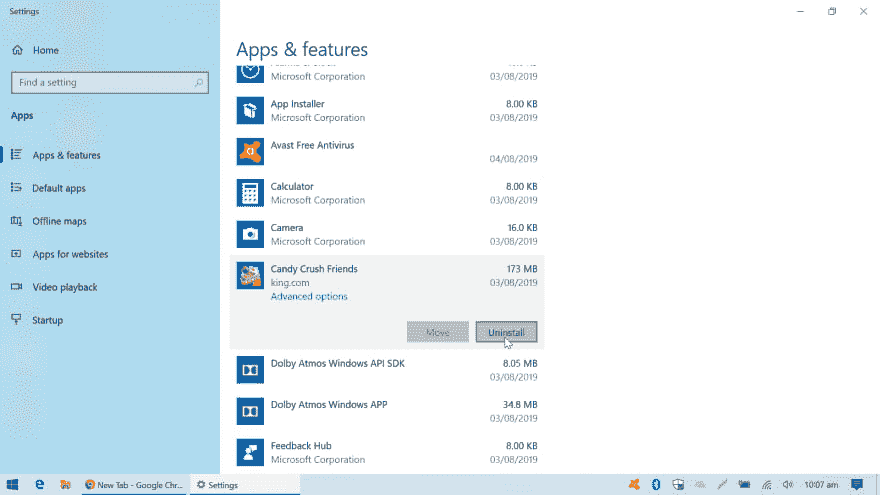 Settings
Home
Find a setting
Apps
Apps & features
Default apps
Offline maps
Apps for websites
Video playback
Startup
Apps & features
Microsoft Corporation 03/08/2019
App Installer 8.00 KB
Microsoft Corporation 03/08/2019
Avast Free Antivirus
04/08/2019
Calculator 8.00 KB
Microsoft Corporation 03/08/2019
Camera 16.0 KB
Microsoft Corporation 03/08/2019
Candy Crush Friends 173 MB
king.com 03/08/2019
Advanced options
Move Uninstall
Dolby Atmos Windows API SDK 8.05 MB
03/08/2019
Dolby Atmos Windows APP 34.8 MB
03/08/2019
Feedback Hub 8.00 KB
Microsoft Corporation 03/08/2019
New Tab - Google Chr... Settings 10:07 am